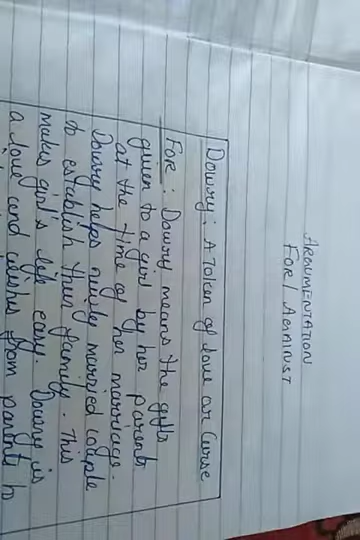 ARGUMENTATION
FOR / AGAINST
Dowry: A Token of love or Curse
For: Dowry means the gifts
given to a girl by her parents
at the time of her marriage.
Dowry helps newly married couple
to establish their family. This
makes girl's life easy. Dowry is
a love and wishes from parents to